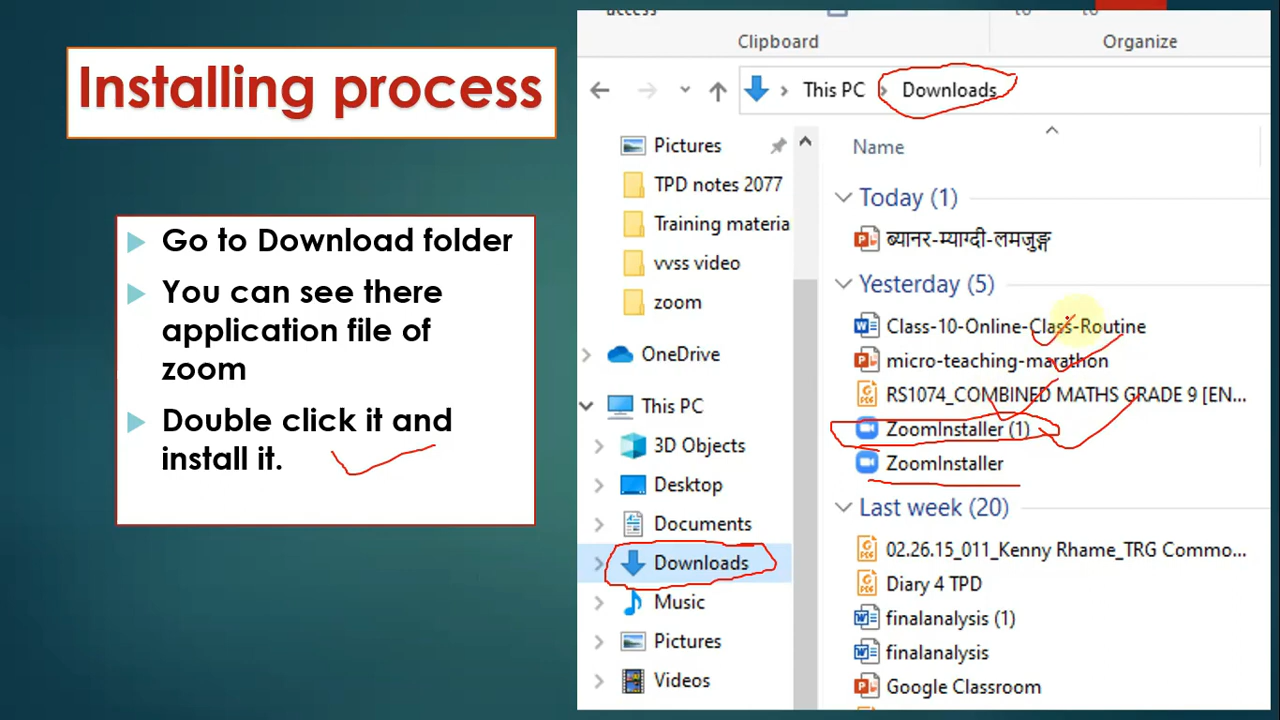 Installing process
Go to Download folder
You can see there
application file of
zoom
Double click it and
install it.
Clipboard
Organize
This PC
Downloads
Pictures
TPD notes 2077
Training materia
vvss video
zoom
OneDrive
This PC
3D Objects
Desktop
Documents
Downloads
Music
Pictures
Videos
Name
Today (1)
ब्यानर-म्याग्दी-लमजुङ्ग
Yesterday (5)
Class-10-Online-Class-Routine
micro-teaching-marathon
RS1074_COMBINED MATHS GRADE 9 [EN...
ZoomInstaller (1)
ZoomInstaller
Last week (20)
02.26.15_011_Kenny Rhame_TRG Commo...
Diary 4 TPD
finalanalysis (1)
finalanalysis
Google Classroom